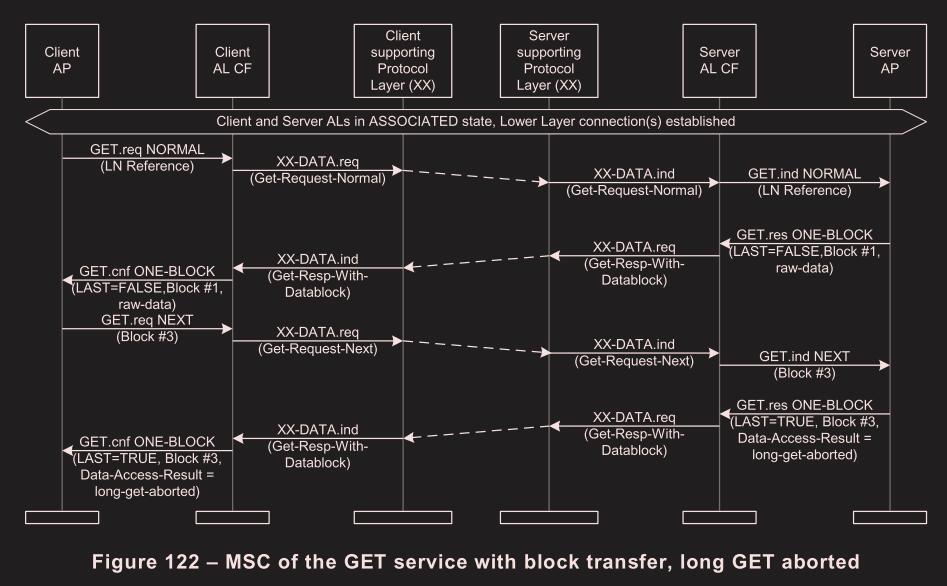 Client
AP
Client
AL CF
Client
supporting
Protocol
Layer (XX)
Server
supporting
Protocol
Layer (XX)
Server
AL CF
Server
AP
Client and Server ALs in ASSOCIATED state, Lower Layer connection(s) established
GET.req NORMAL
(LN Reference)
XX-DATA.req
(Get-Request-Normal)
XX-DATA.ind
(Get-Request-Normal)
GET.ind NORMAL
(LN Reference)
GET.res ONE-BLOCK
(LAST=FALSE,Block #1,
raw-data)
XX-DATA.req
(Get-Resp-With-
Datablock)
XX-DATA.ind
(Get-Resp-With-
Datablock)
GET.cnf ONE-BLOCK
(LAST=FALSE,Block #1,
raw-data)
GET.req NEXT
(Block #3)
XX-DATA.req
(Get-Request-Next)
XX-DATA.ind
(Get-Request-Next)
GET.ind NEXT
(Block #3)
GET.res ONE-BLOCK
(LAST=TRUE, Block #3,
Data-Access-Result =
long-get-aborted)
XX-DATA.req
(Get-Resp-With-
Datablock)
XX-DATA.ind
(Get-Resp-With-
Datablock)
GET.cnf ONE-BLOCK
(LAST=TRUE, Block #3,
Data-Access-Result =
long-get-aborted)
Figure 122 – MSC of the GET service with block transfer, long GET aborted